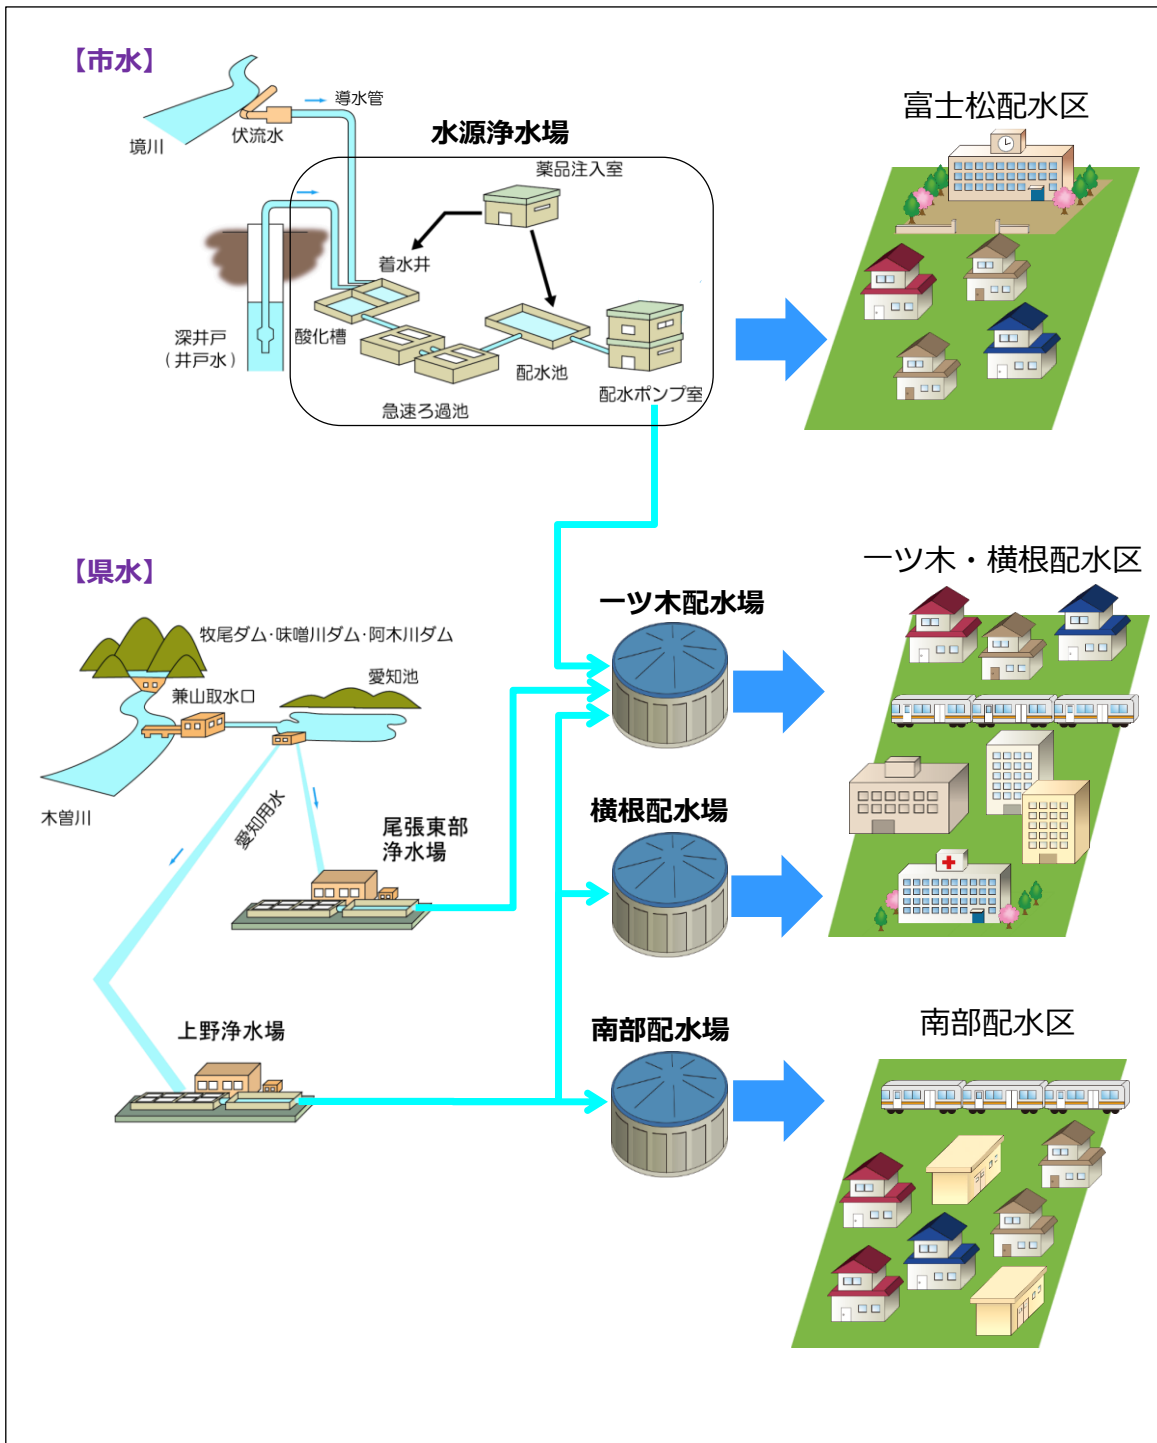 【市水】
導水管
伏流水
境川
水源浄水場
薬品注入室
着水井
深井戸
(井戸水)
酸化槽
配水池
急速ろ過池
配水ポンプ室
富士松配水区
【県水】
牧尾ダム・味噌川ダム・阿木川ダム
兼山取水口
愛知池
木曽川
愛知用水
尾張東部
浄水場
上野浄水場
一ツ木配水場
横根配水場
南部配水場
一ツ木・横根配水区
南部配水区